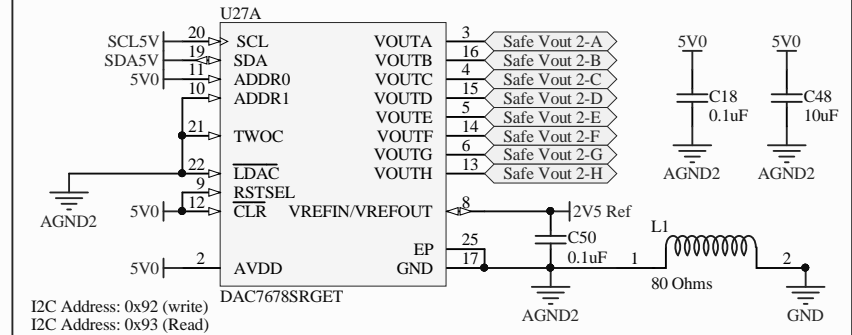 U27A
SCL5V 20 SCL VOUTA 3 Safe Vout 2-A
SDA5V 19 SDA VOUTB 16 Safe Vout 2-B
5V0 11 ADDR0 VOUTC 4 Safe Vout 2-C
10 ADDR1 VOUTD 15 Safe Vout 2-D
VOUTE 5 Safe Vout 2-E
21 TWOC VOUTF 14 Safe Vout 2-F
VOUTG 6 Safe Vout 2-G
22 LDAC VOUTH 13 Safe Vout 2-H
9 RSTSEL
AGND2
5V0 12 CLR VREFIN/VREFOUT 8 2V5 Ref
C50
0.1uF
EP 25
5V0 2 AVDD GND 17
AGND2
DAC7678SRGET
5V0
C18
0.1uF
AGND2
5V0
C48
10uF
AGND2
L1
1 2
80 Ohms
GND
I2C Address: 0x92 (write)
I2C Address: 0x93 (Read)